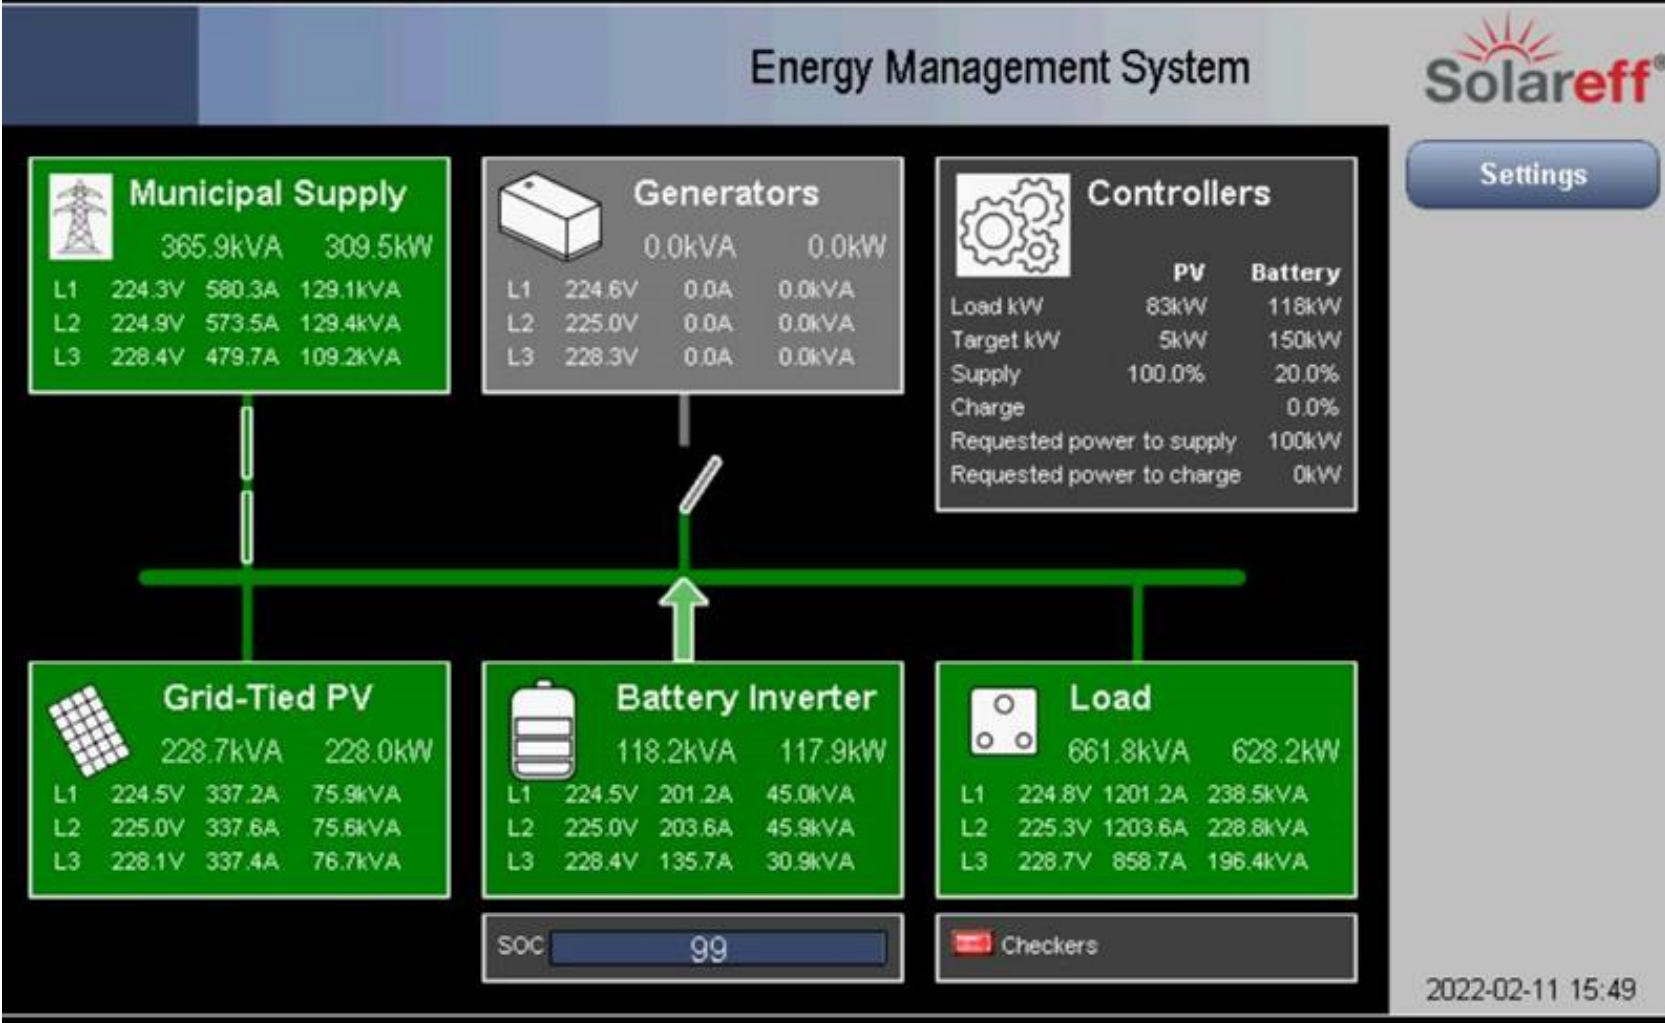 Energy Management System
Solareff®
Settings
Municipal Supply
365.9kVA 309.5kW
L1 224.3V 580.3A 129.1kVA
L2 224.9V 573.5A 129.4kVA
L3 228.4V 479.7A 109.2kVA
Generators
0.0kVA 0.0kW
L1 224.6V 0.0A 0.0kVA
L2 225.0V 0.0A 0.0kVA
L3 228.3V 0.0A 0.0kVA
Controllers
PV Battery
Load kW 83kW 118kW
Target kW 5kW 150kW
Supply 100.0% 20.0%
Charge 0.0%
Requested power to supply 100kW
Requested power to charge 0kW
Grid-Tied PV
228.7kVA 228.0kW
L1 224.5V 337.2A 75.9kVA
L2 225.0V 337.6A 75.6kVA
L3 228.1V 337.4A 76.7kVA
Battery Inverter
118.2kVA 117.9kW
L1 224.5V 201.2A 45.0kVA
L2 225.0V 203.6A 45.9kVA
L3 228.4V 135.7A 30.9kVA
Load
661.8kVA 628.2kW
L1 224.8V 1201.2A 238.5kVA
L2 225.3V 1203.6A 228.8kVA
L3 228.7V 858.7A 196.4kVA
SOC 99
Checkers
2022-02-11 15:49